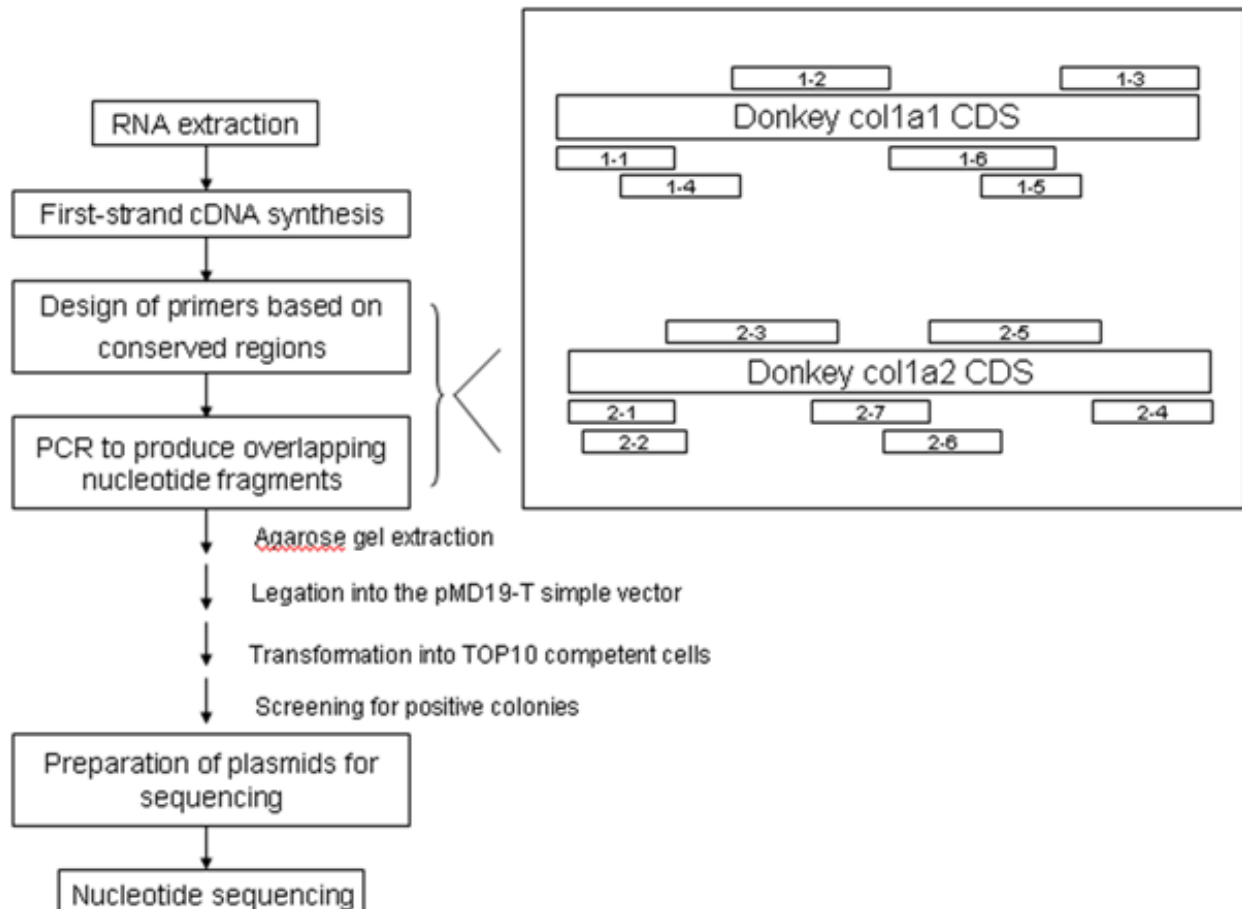 RNA extraction
First-strand cDNA synthesis
Design of primers based on
conserved regions
PCR to produce overlapping
nucleotide fragments
Agarose gel extraction
Legation into the pMD19-T simple vector
Transformation into TOP10 competent cells
Screening for positive colonies
Preparation of plasmids for
sequencing
Nucleotide sequencing
1-2
1-3
Donkey col1a1 CDS
1-1
1-6
1-4
1-5
2-3
2-5
Donkey col1a2 CDS
2-1
2-7
2-4
2-2
2-6